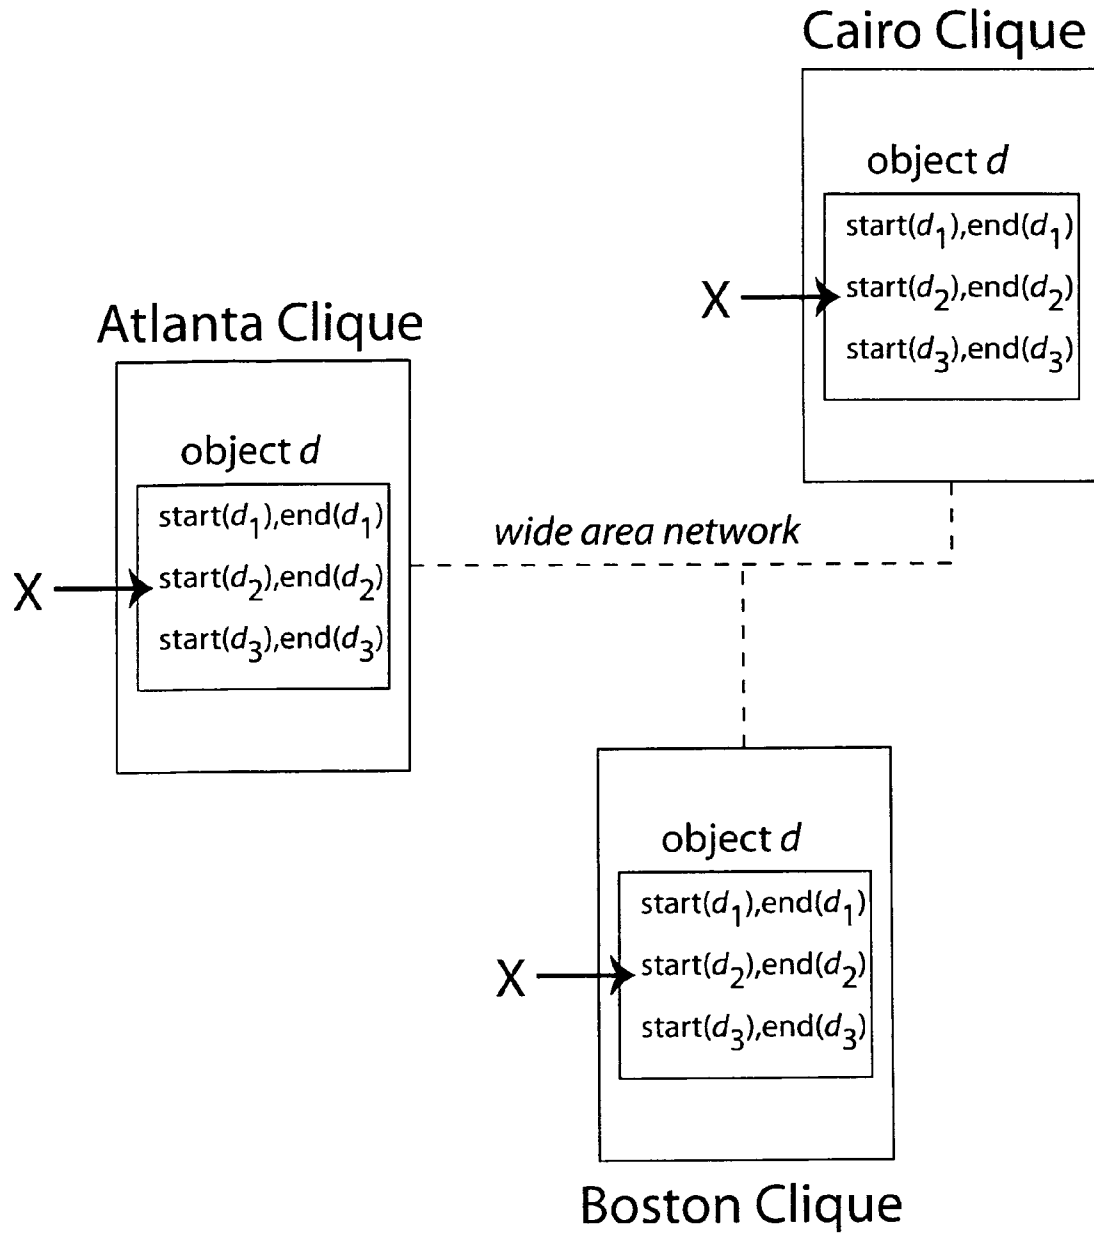 Cairo Clique
object d
start(d1),end(d1)
X
start(d2),end(d2)
start(d3),end(d3)
Atlanta Clique
object d
start(d1),end(d1)
X
start(d2),end(d2)
start(d3),end(d3)
wide area network
object d
start(d1),end(d1)
X
start(d2),end(d2)
start(d3),end(d3)
Boston Clique